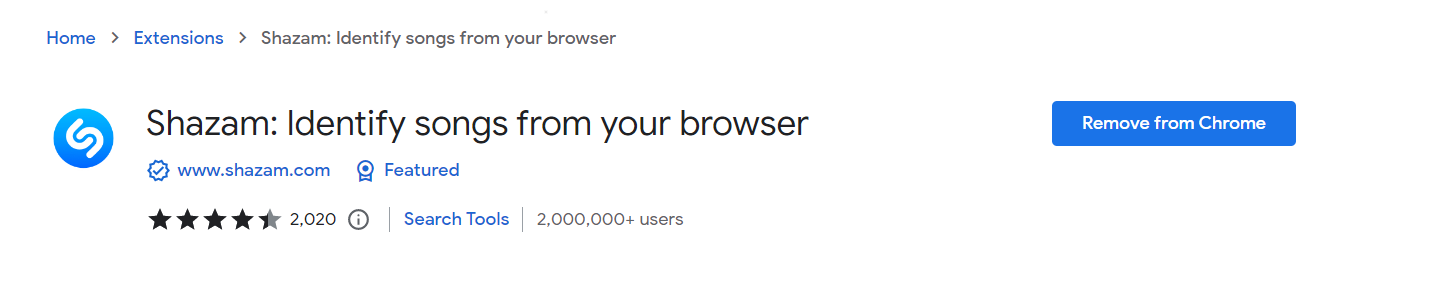 Home > Extensions > Shazam: Identify songs from your browser
Shazam: Identify songs from your browser
Remove from Chrome
www.shazam.com Featured
2,020 | Search Tools | 2,000,000+ users